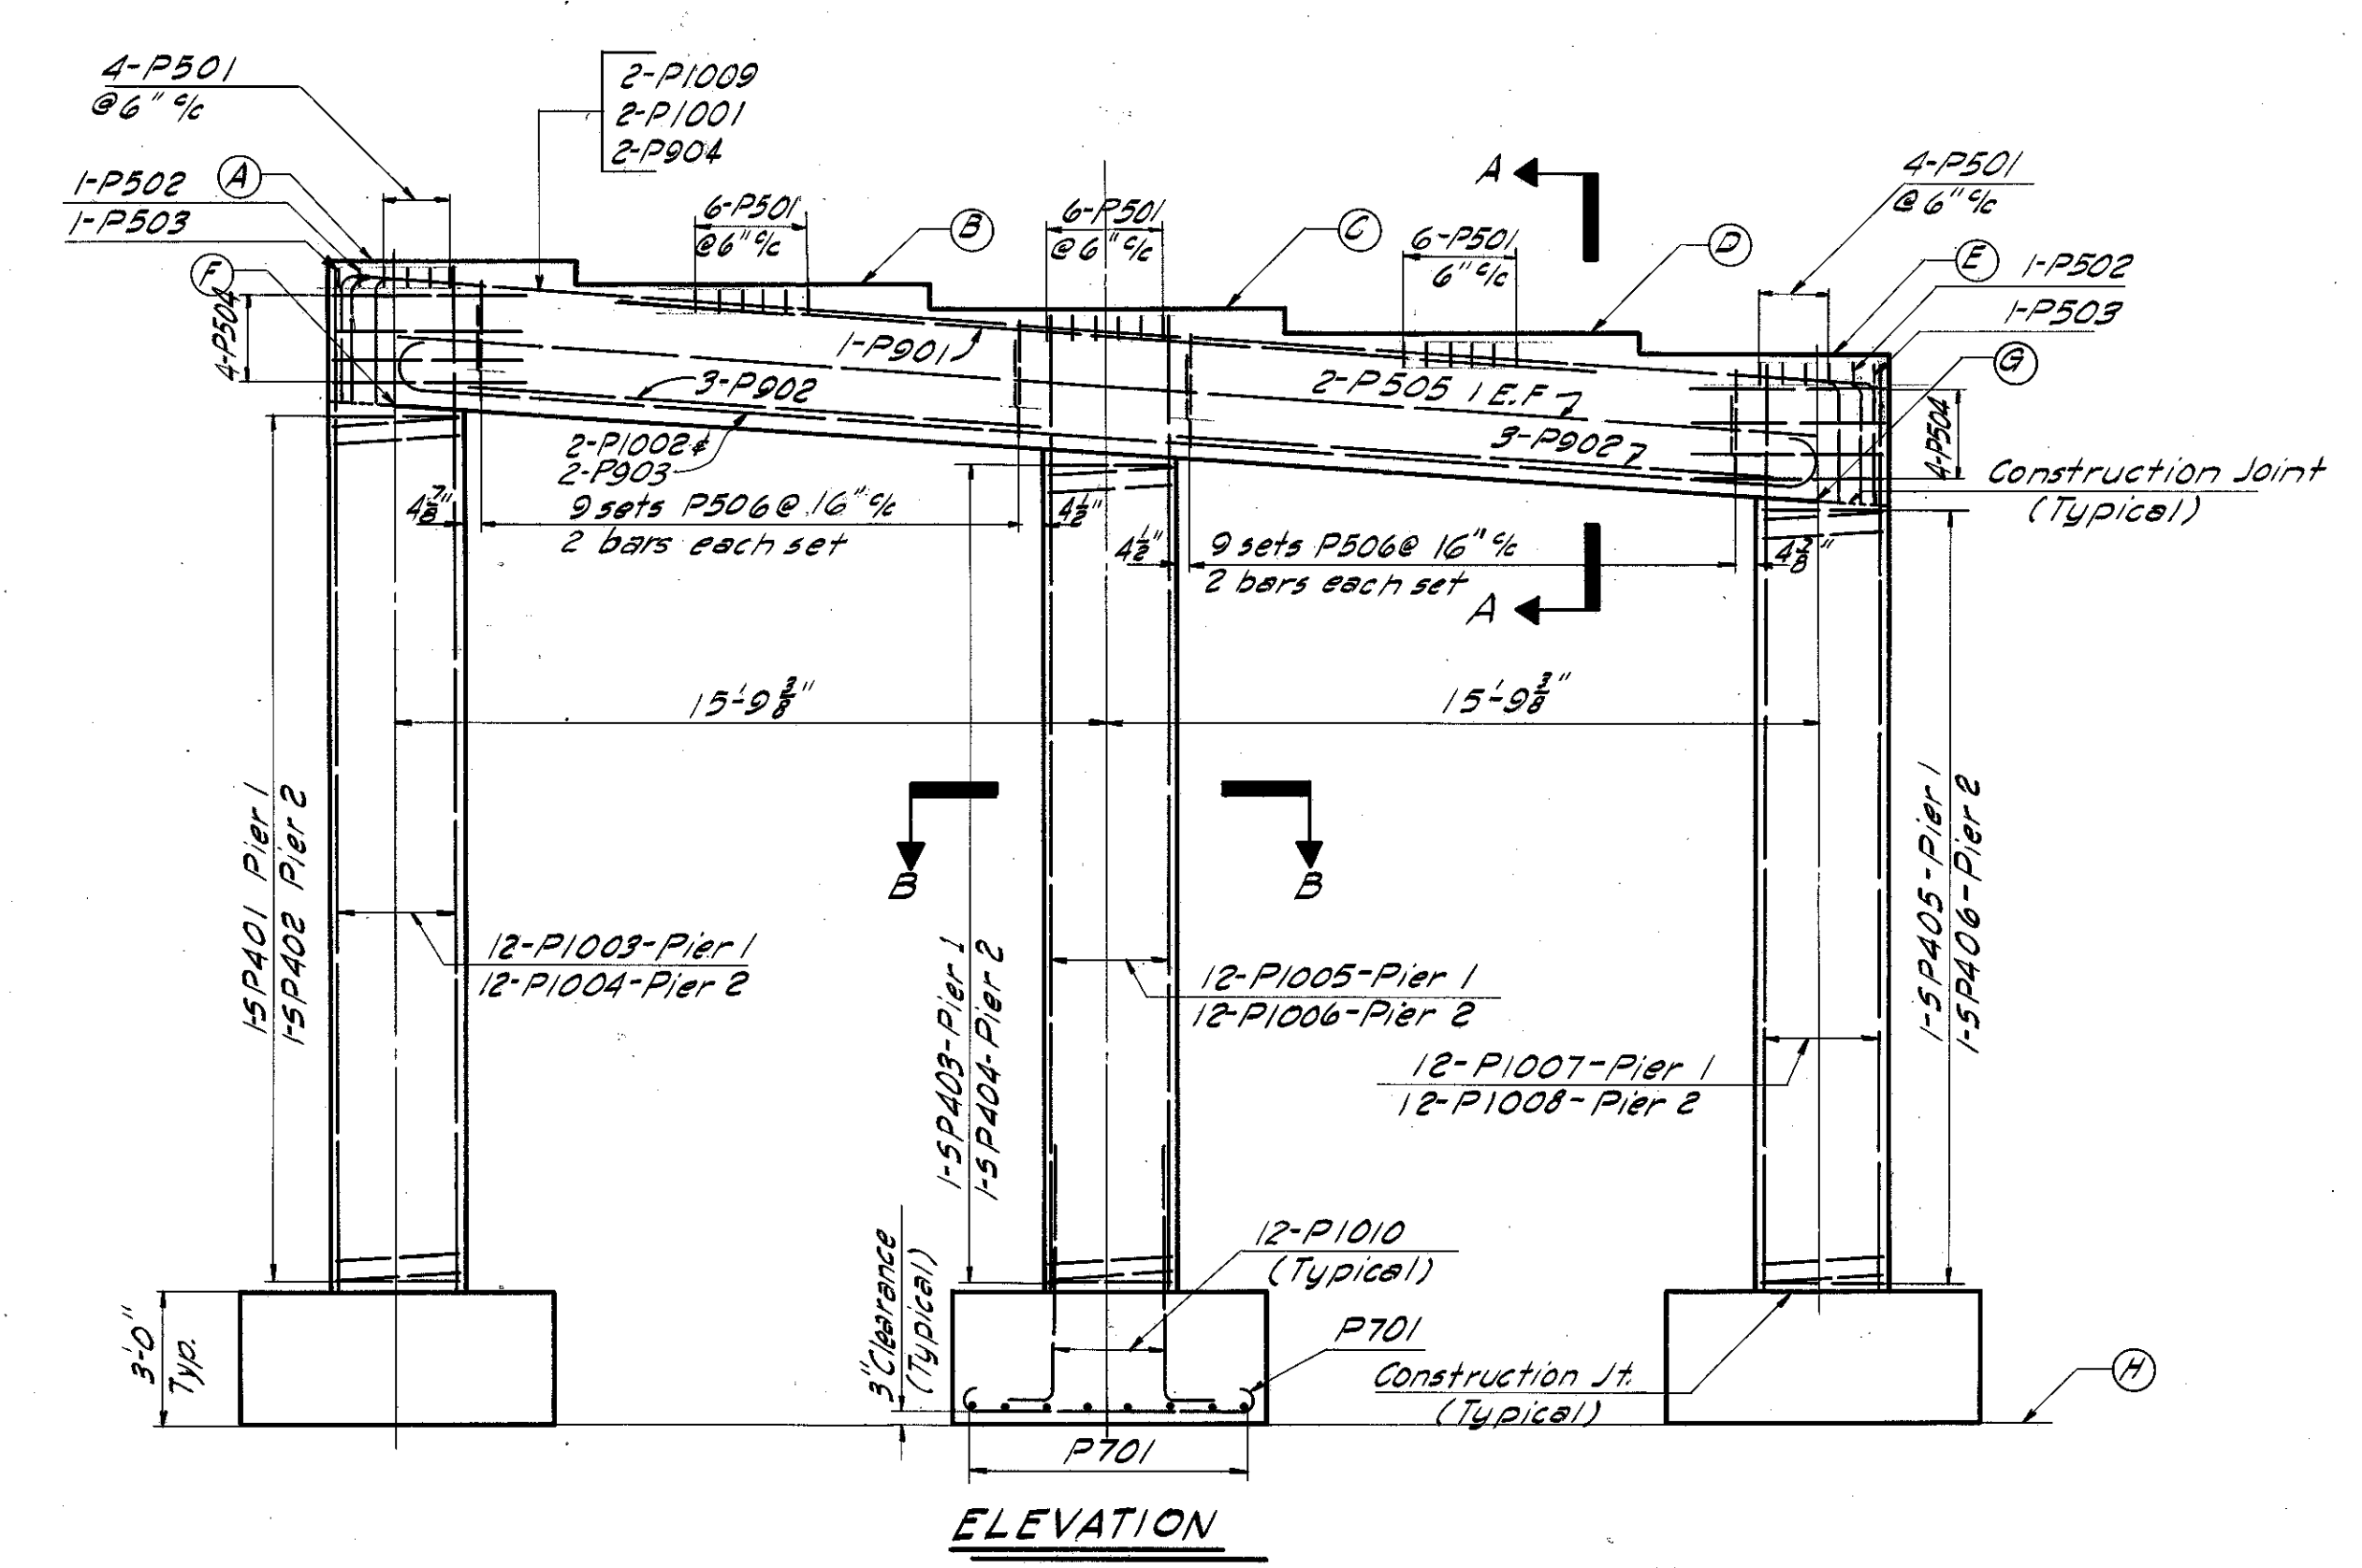 4-P501
@6" c/c
2-P1009
2-P1001
2-P904
1-P502
1-P503
A
F
6-P501
@6" c/c
B
6-P501
@6" c/c
C
6-P501
6" c/c
A
D
4-P501
@6" c/c
E
1-P502
1-P503
G
4-P504
1-P901
3-P902
2-P505 1 E.F
3-P902
4-P504
Construction Joint
(Typical)
2-P1002 &
2-P903
4 7/8"
9 sets P506@ 16" c/c
2 bars each set
4 1/2"
4 1/2"
9 sets P506@ 16" c/c
2 bars each set
A
15'-9 3/8"
15'-9 3/8"
B
B
1-SP401 Pier 1
1-SP402 Pier 2
12-P1003-Pier 1
12-P1004-Pier 2
1-SP403-Pier 1
1-SP404-Pier 2
12-P1005-Pier 1
12-P1006-Pier 2
12-P1007-Pier 1
12-P1008-Pier 2
1-SP405-Pier 1
1-SP406-Pier 2
3'-0"
Typ.
3" Clearance
(Typical)
12-P1010
(Typical)
P701
Construction Jt.
(Typical)
H
P701
ELEVATION